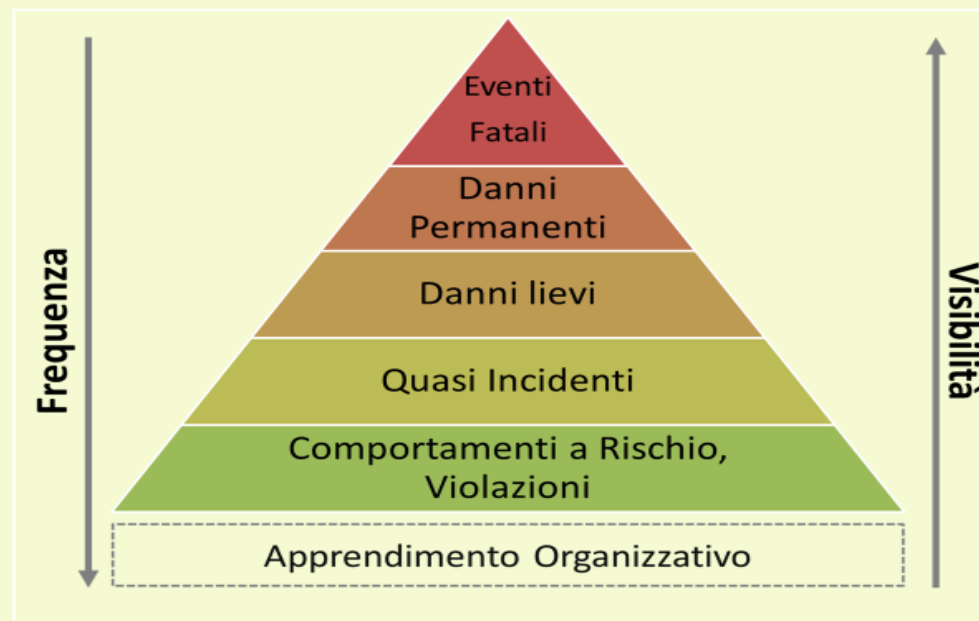 Eventi
Fatali
Danni
Permanenti
Danni lievi
Quasi Incidenti
Comportamenti a Rischio,
Violazioni
Apprendimento Organizzativo
Frequenza
Visibilità